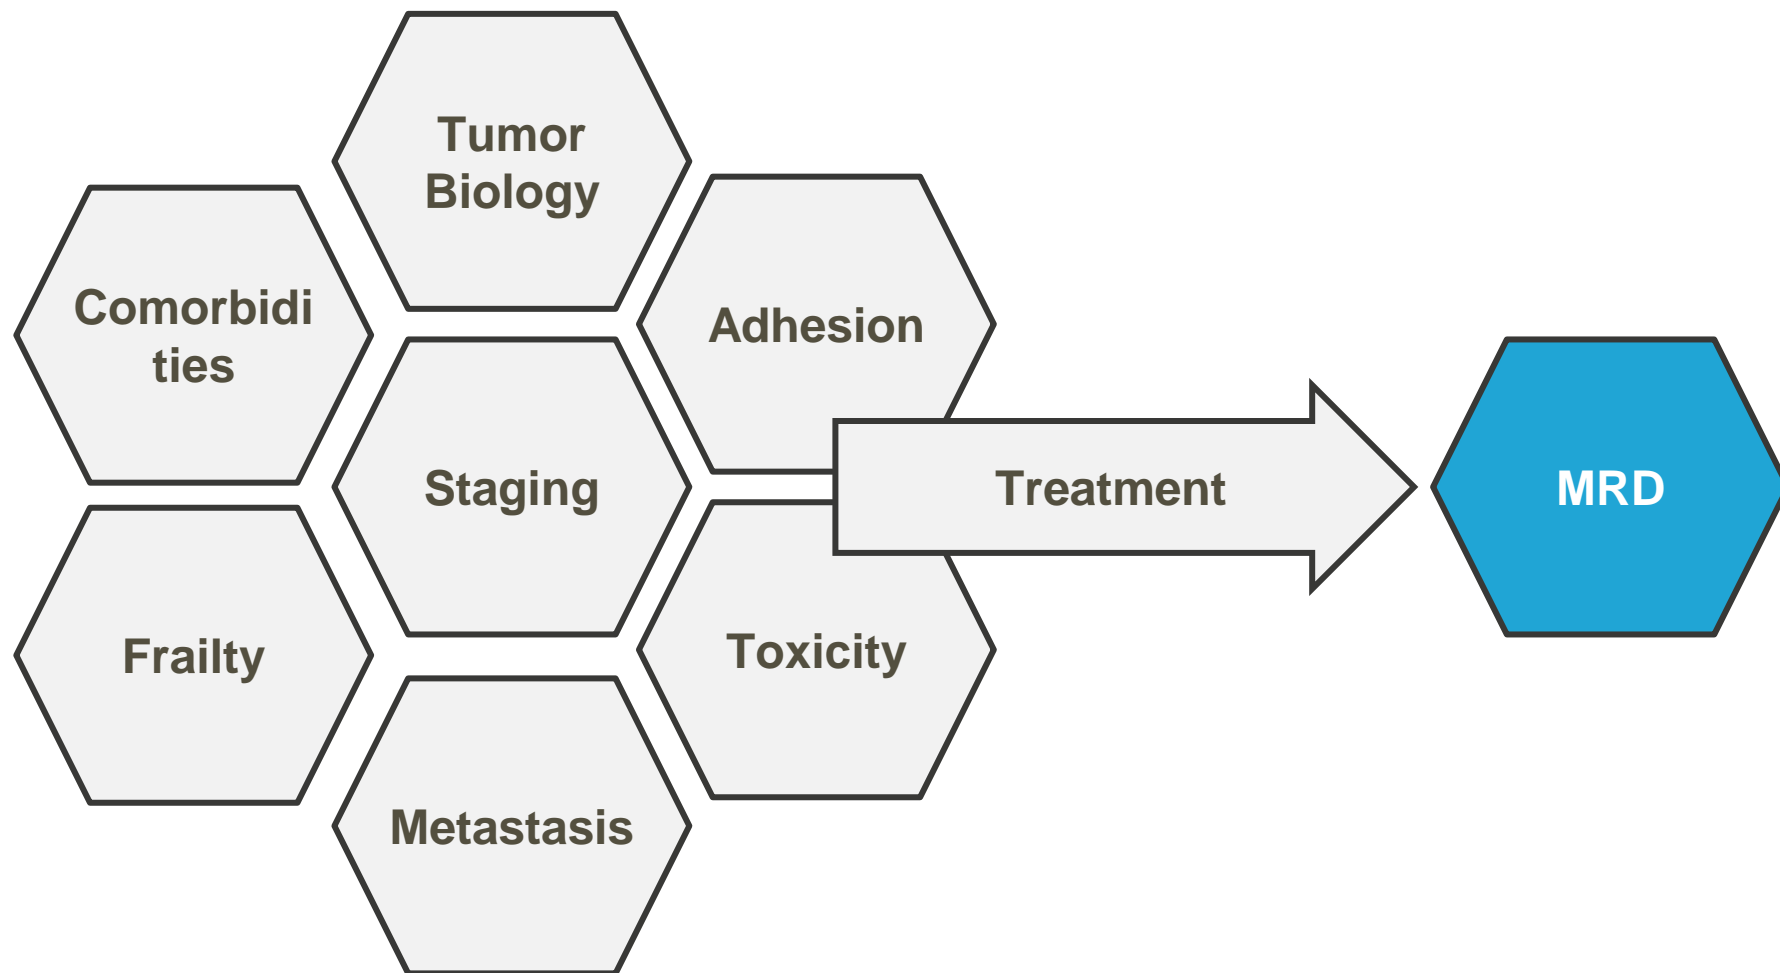 Tumor
Biology
Comorbidi
ties
Adhesion
Staging
Treatment
MRD
Frailty
Toxicity
Metastasis